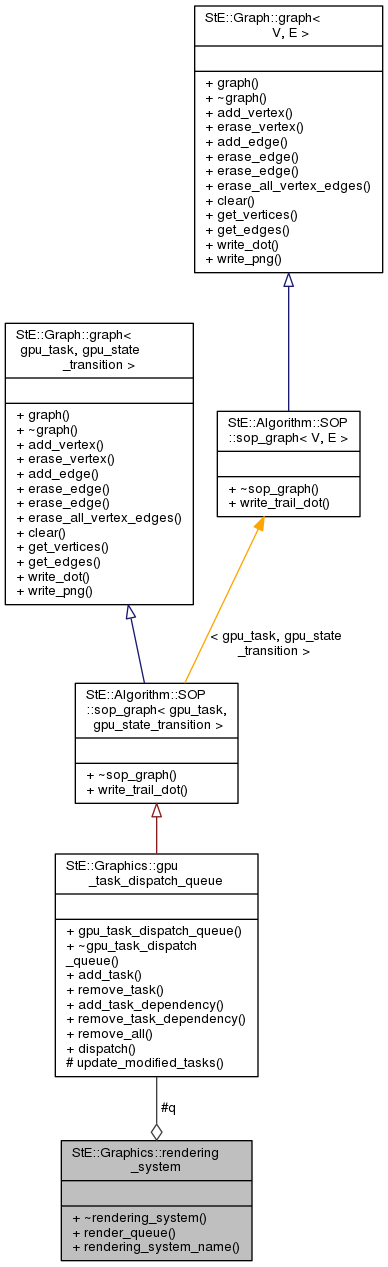 StE::Graph::graph<
V, E >
+ graph()
+ ~graph()
+ add_vertex()
+ erase_vertex()
+ add_edge()
+ erase_edge()
+ erase_edge()
+ erase_all_vertex_edges()
+ clear()
+ get_vertices()
+ get_edges()
+ write_dot()
+ write_png()
StE::Graph::graph<
gpu_task, gpu_state
_transition >
+ graph()
+ ~graph()
+ add_vertex()
+ erase_vertex()
+ add_edge()
+ erase_edge()
+ erase_edge()
+ erase_all_vertex_edges()
+ clear()
+ get_vertices()
+ get_edges()
+ write_dot()
+ write_png()
StE::Algorithm::SOP
::sop_graph< V, E >
+ ~sop_graph()
+ write_trail_dot()
< gpu_task, gpu_state
_transition >
StE::Algorithm::SOP
::sop_graph< gpu_task,
gpu_state_transition >
+ ~sop_graph()
+ write_trail_dot()
StE::Graphics::gpu
_task_dispatch_queue
+ gpu_task_dispatch_queue()
+ ~gpu_task_dispatch
_queue()
+ add_task()
+ remove_task()
+ add_task_dependency()
+ remove_task_dependency()
+ remove_all()
+ dispatch()
# update_modified_tasks()
#q
StE::Graphics::rendering
_system
+ ~rendering_system()
+ render_queue()
+ rendering_system_name()